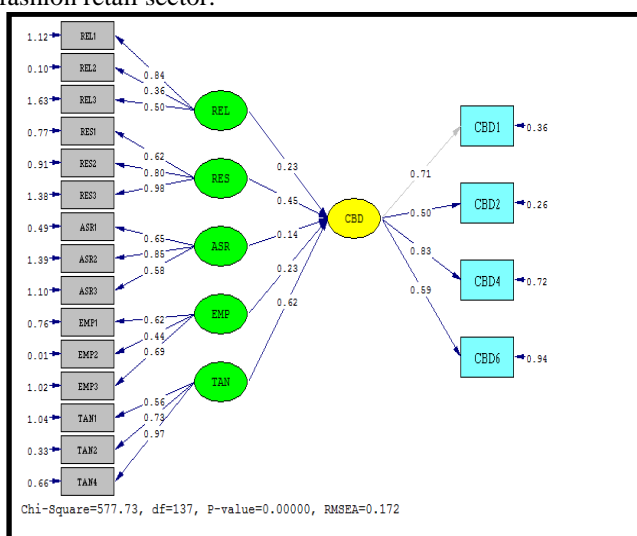 fashion retail sector.
1.12 REL1
0.10 REL2
1.63 REL3
0.77 RES1
0.91 RES2
1.38 RES3
0.49 ASR1
1.39 ASR2
1.10 ASR3
0.76 EMP1
0.01 EMP2
1.02 EMP3
1.04 TAN1
0.33 TAN2
0.66 TAN4
0.84
0.36
0.50
0.62
0.80
0.98
0.65
0.85
0.58
0.62
0.44
0.69
0.56
0.73
0.97
REL
RES
ASR
EMP
TAN
0.23
0.45
0.14
0.23
0.62
CBD
0.71
0.50
0.83
0.59
CBD1 0.36
CBD2 0.26
CBD4 0.72
CBD6 0.94
Chi-Square=577.73, df=137, P-value=0.00000, RMSEA=0.172